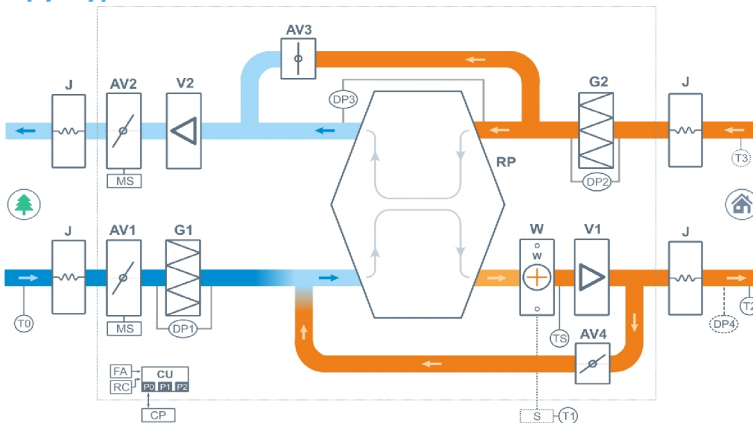 AV3
J
AV2
V2
G2
J
DP3
RP
T3
MS
DP2
J
AV1
G1
W
V1
J
W
T0
MS
DP1
TS
T2
DP4
AV4
FA
CU
RC
P0 P1 P2
CP
S
T1